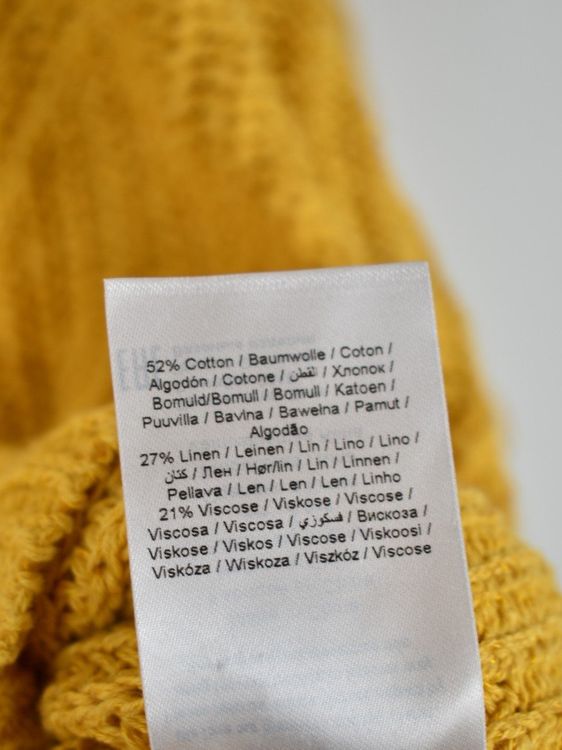 52% Cotton / Baumwolle / Coton /
Algodón / Cotone / القطن / Хлопок /
Bomuld/Bomull / Bomull / Katoen /
Puuvilla / Bavlna / Bawełna / Pamut /
Algodão
27% Linen / Leinen / Lin / Lino / Lino /
كتان / Лен / Hør/lin / Lin / Linnen /
Pellava / Len / Len / Len / Linho
21% Viscose / Viskose / Viscose /
Viscosa / Viscosa / فسكوزي / Вискоза /
Viskose / Viskos / Viscose / Viskoosi /
Viskóza / Wiskoza / Viszkóz / Viscose